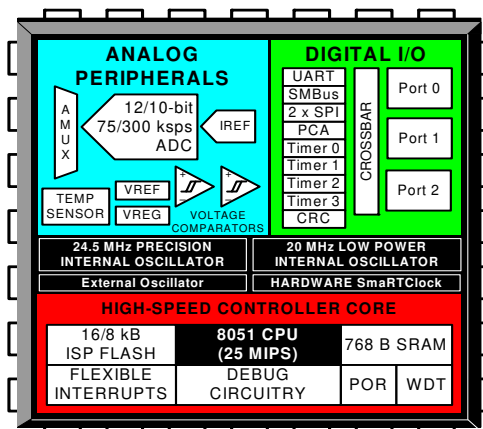 ANALOG
PERIPHERALS
A
M
U
X
12/10-bit
75/300 ksps
ADC
IREF
TEMP
SENSOR
VREF
VREG
+
–
+
–
VOLTAGE
COMPARATORS
DIGITAL I/O
UART
SMBus
2 x SPI
PCA
Timer 0
Timer 1
Timer 2
Timer 3
CRC
CROSSBAR
Port 0
Port 1
Port 2
24.5 MHz PRECISION
INTERNAL OSCILLATOR
20 MHz LOW POWER
INTERNAL OSCILLATOR
External Oscillator
HARDWARE SmaRTClock
HIGH-SPEED CONTROLLER CORE
16/8 kB
ISP FLASH
8051 CPU
(25 MIPS)
768 B SRAM
FLEXIBLE
INTERRUPTS
DEBUG
CIRCUITRY
POR
WDT